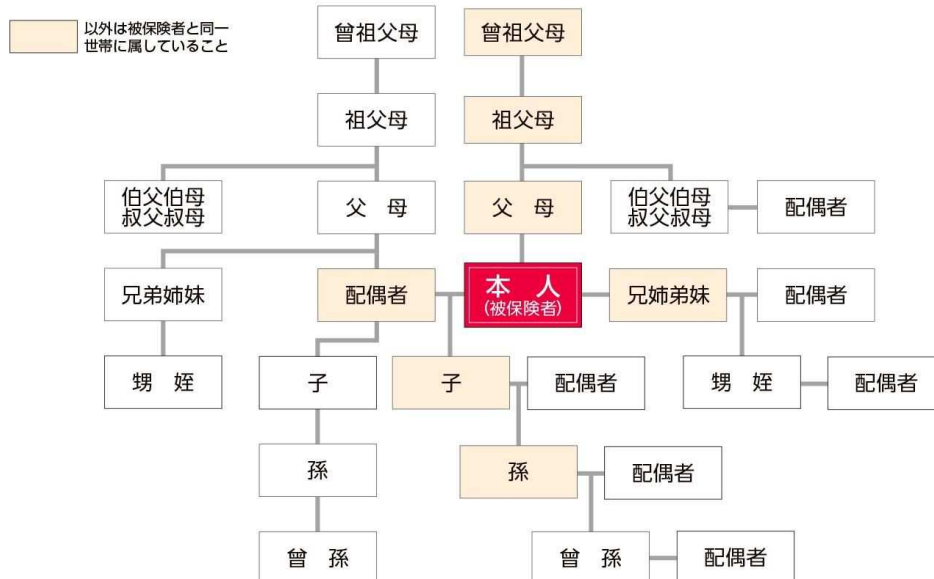 以外は被保険者と同一
世帯に属していること
曾祖父母
曾祖父母
祖父母
祖父母
伯父伯母
叔父叔母
父 母
父 母
伯父伯母
叔父叔母
配偶者
兄弟姉妹
配偶者
本 人
(被保険者)
兄姉弟妹
配偶者
甥 姪
子
子
配偶者
甥 姪
配偶者
孫
孫
配偶者
曾 孫
曾 孫
配偶者